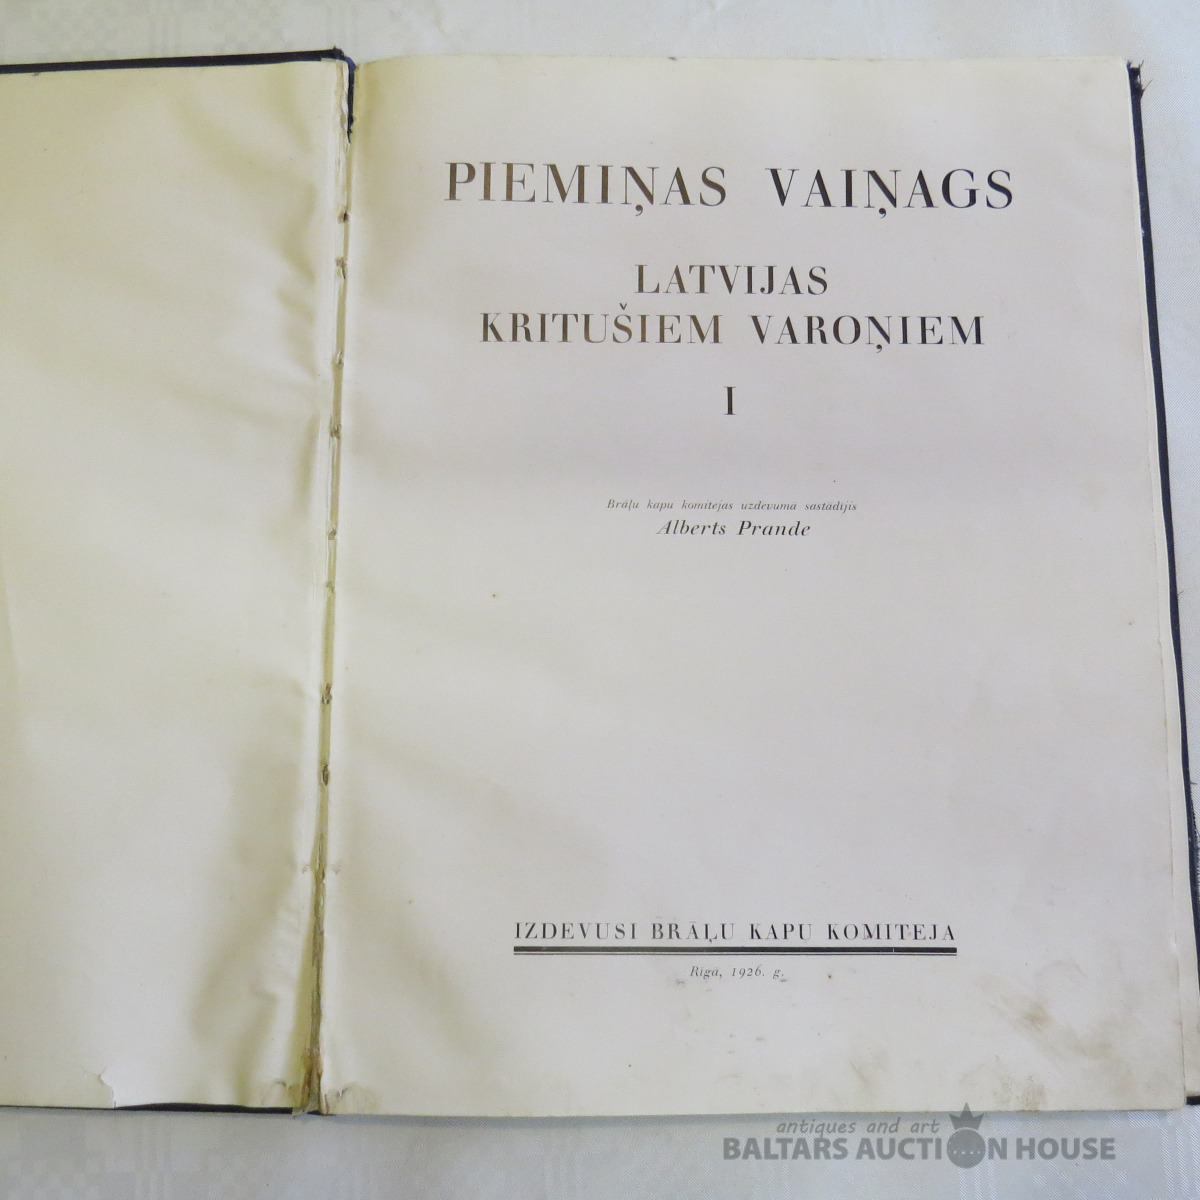 PIEMIŅAS VAIŅAGS
LATVIJAS
KRITUŠIEM VAROŅIEM
I
Brāļu kapu komitejas uzdevumā sastādījis
Alberts Prande
IZDEVUSI BRĀĻU KAPU KOMITEJA
Rīgā, 1926. g.
antiques and art
BALTARS AUCTION HOUSE